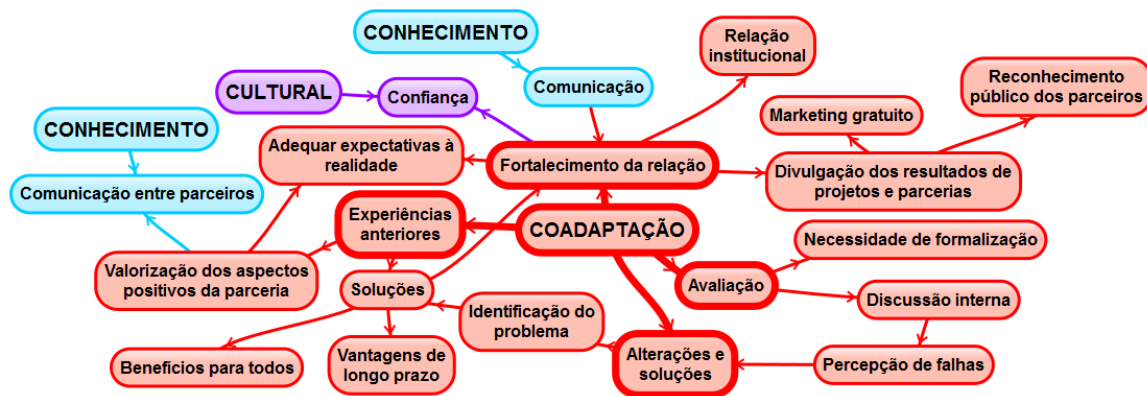 CONHECIMENTO
Relação
institucional
Comunicação
CULTURAL
Confiança
Reconhecimento
público dos parceiros
CONHECIMENTO
Marketing gratuito
Adequar expectativas à
realidade
Fortalecimento da relação
Divulgação dos resultados de
projetos e parcerias
Comunicação entre parceiros
Experiências
anteriores
COADAPTAÇÃO
Necessidade de formalização
Valorização dos aspectos
positivos da parceria
Soluções
Avaliação
Discussão interna
Identificação do
problema
Benefícios para todos
Vantagens de
longo prazo
Alterações e
soluções
Percepção de falhas